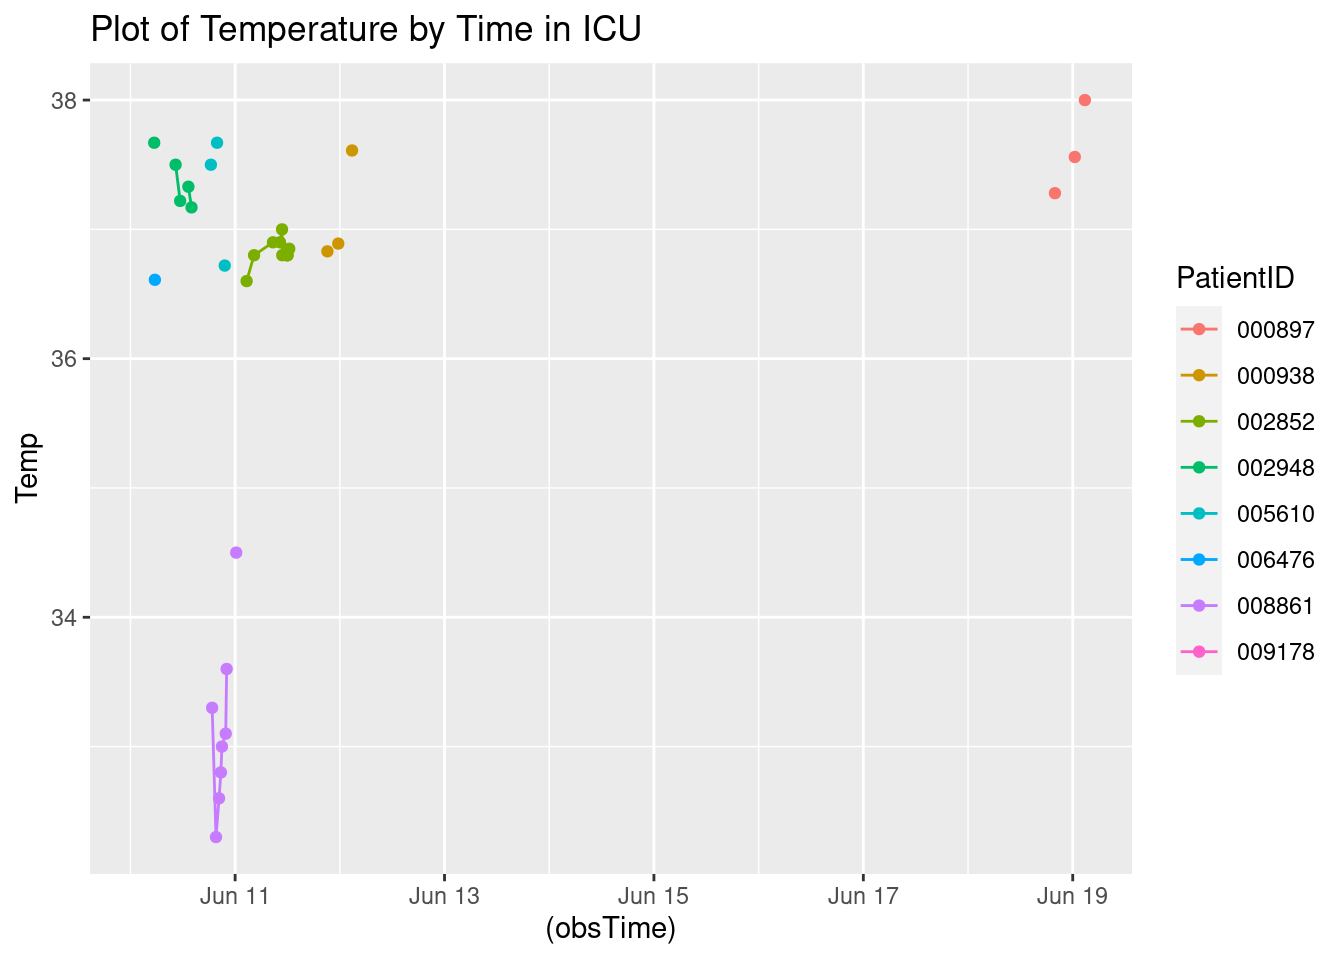 Plot of Temperature by Time in ICU
38
36
34
Temp
Jun 11
Jun 13
Jun 15
Jun 17
Jun 19
(obsTime)
PatientID
000897
000938
002852
002948
005610
006476
008861
009178